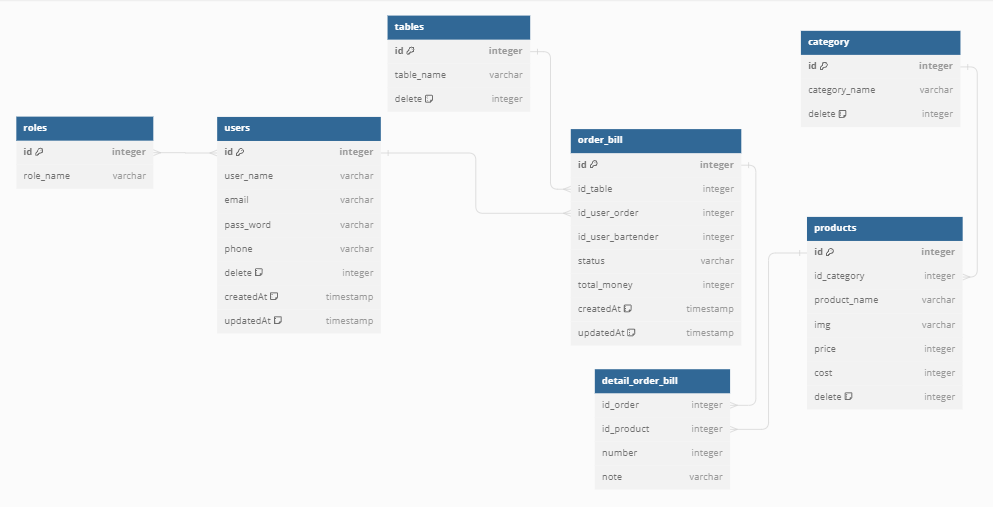 tables
id integer
table_name varchar
delete integer
category
id integer
category_name varchar
delete integer
roles
id integer
role_name varchar
users
id integer
user_name varchar
email varchar
pass_word varchar
phone varchar
delete integer
createdAt timestamp
updatedAt timestamp
order_bill
id integer
id_table integer
id_user_order integer
id_user_bartender integer
status varchar
total_money integer
createdAt timestamp
updatedAt timestamp
products
id integer
id_category integer
product_name varchar
img varchar
price integer
cost integer
delete integer
detail_order_bill
id_order integer
id_product integer
number integer
note varchar